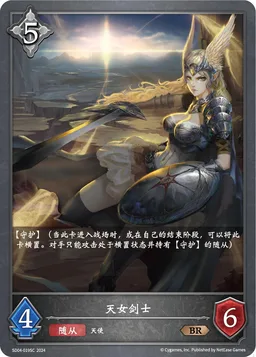 5
【守护】（当此卡进入战场时，或在自己的结束阶段，可以将此
卡横置。对手只能攻击处于横置状态并持有【守护】的随从）
天女剑士
4
随从 天使
BR
6
SD04-019SC 2024
© Cygames, Inc. Published by NetEase Games